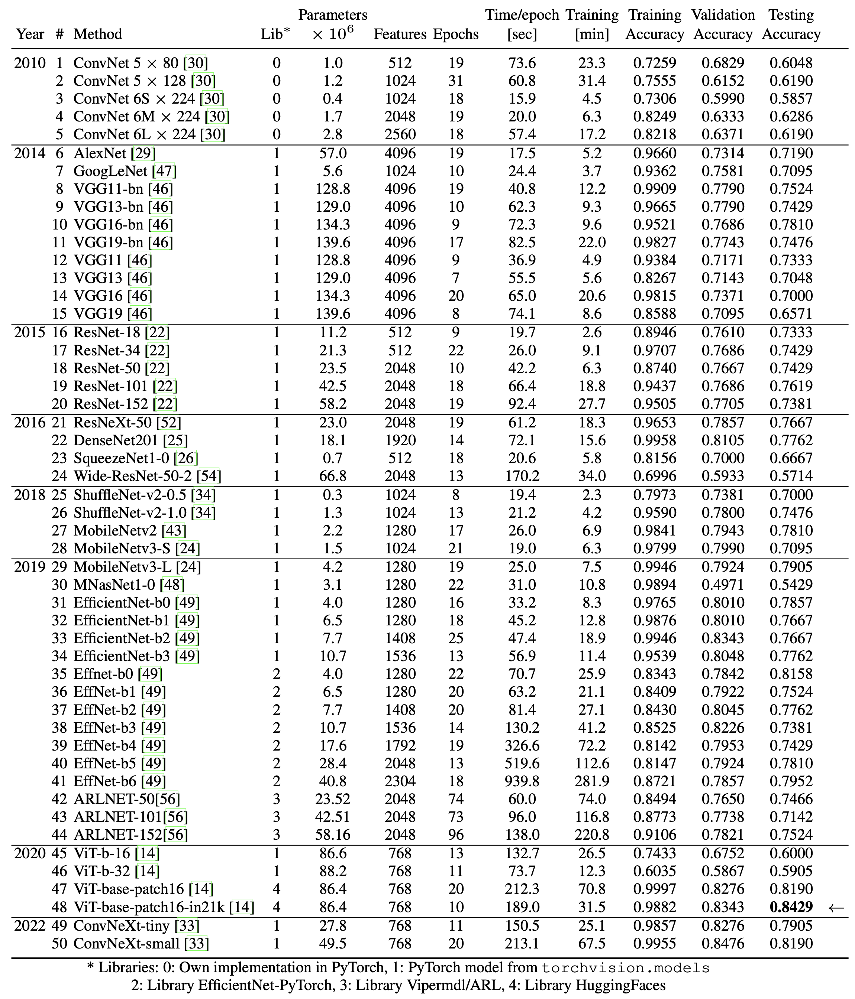 Parameters Time/epoch Training Training Validation Testing
Year # Method Lib* × 10⁶ Features Epochs [sec] [min] Accuracy Accuracy Accuracy
2010 1 ConvNet 5 × 80 [30] 0 1.0 512 19 73.6 23.3 0.7259 0.6829 0.6048
2 ConvNet 5 × 128 [30] 0 1.2 1024 31 60.8 31.4 0.7555 0.6152 0.6190
3 ConvNet 6S × 224 [30] 0 0.4 1024 18 15.9 4.5 0.7306 0.5990 0.5857
4 ConvNet 6M × 224 [30] 0 1.7 2048 19 20.0 6.3 0.8249 0.6333 0.6286
5 ConvNet 6L × 224 [30] 0 2.8 2560 18 57.4 17.2 0.8218 0.6371 0.6190
2014 6 AlexNet [29] 1 57.0 4096 19 17.5 5.2 0.9660 0.7314 0.7190
7 GoogLeNet [47] 1 5.6 1024 10 24.4 3.7 0.9362 0.7581 0.7095
8 VGG11-bn [46] 1 128.8 4096 19 40.8 12.2 0.9909 0.7790 0.7524
9 VGG13-bn [46] 1 129.0 4096 10 62.3 9.3 0.9665 0.7790 0.7429
10 VGG16-bn [46] 1 134.3 4096 9 72.3 9.6 0.9521 0.7686 0.7810
11 VGG19-bn [46] 1 139.6 4096 17 82.5 22.0 0.9827 0.7743 0.7476
12 VGG11 [46] 1 128.8 4096 9 36.9 4.9 0.9384 0.7171 0.7333
13 VGG13 [46] 1 129.0 4096 7 55.5 5.6 0.8267 0.7143 0.7048
14 VGG16 [46] 1 134.3 4096 20 65.0 20.6 0.9815 0.7371 0.7000
15 VGG19 [46] 1 139.6 4096 8 74.1 8.6 0.8588 0.7095 0.6571
2015 16 ResNet-18 [22] 1 11.2 512 9 19.7 2.6 0.8946 0.7610 0.7333
17 ResNet-34 [22] 1 21.3 512 22 26.0 9.1 0.9707 0.7686 0.7429
18 ResNet-50 [22] 1 23.5 2048 10 42.2 6.3 0.8740 0.7667 0.7429
19 ResNet-101 [22] 1 42.5 2048 18 66.4 18.8 0.9437 0.7686 0.7619
20 ResNet-152 [22] 1 58.2 2048 19 92.4 27.7 0.9505 0.7705 0.7381
2016 21 ResNeXt-50 [52] 1 23.0 2048 19 61.2 18.3 0.9653 0.7857 0.7667
22 DenseNet201 [25] 1 18.1 1920 14 72.1 15.6 0.9958 0.8105 0.7762
23 SqueezeNet1-0 [26] 1 0.7 512 18 20.6 5.8 0.8156 0.7000 0.6667
24 Wide-ResNet-50-2 [54] 1 66.8 2048 13 170.2 34.0 0.6996 0.5933 0.5714
2018 25 ShuffleNet-v2-0.5 [34] 1 0.3 1024 8 19.4 2.3 0.7973 0.7381 0.7000
26 ShuffleNet-v2-1.0 [34] 1 1.3 1024 13 21.2 4.2 0.9590 0.7800 0.7476
27 MobileNetv2 [43] 1 2.2 1280 17 26.0 6.9 0.9841 0.7943 0.7810
28 MobileNetv3-S [24] 1 1.5 1024 21 19.0 6.3 0.9799 0.7990 0.7095
2019 29 MobileNetv3-L [24] 1 4.2 1280 19 25.0 7.5 0.9946 0.7924 0.7905
30 MNasNet1-0 [48] 1 3.1 1280 22 31.0 10.8 0.9894 0.4971 0.5429
31 EfficientNet-b0 [49] 1 4.0 1280 16 33.2 8.3 0.9765 0.8010 0.7857
32 EfficientNet-b1 [49] 1 6.5 1280 18 45.2 12.8 0.9876 0.8010 0.7667
33 EfficientNet-b2 [49] 1 7.7 1408 25 47.4 18.9 0.9946 0.8343 0.7667
34 EfficientNet-b3 [49] 1 10.7 1536 13 56.9 11.4 0.9539 0.8048 0.7762
35 Effnet-b0 [49] 2 4.0 1280 22 70.7 25.9 0.8343 0.7842 0.8158
36 EffNet-b1 [49] 2 6.5 1280 20 63.2 21.1 0.8409 0.7922 0.7524
37 EffNet-b2 [49] 2 7.7 1408 20 81.4 27.1 0.8430 0.8045 0.7762
38 EffNet-b3 [49] 2 10.7 1536 14 130.2 41.2 0.8525 0.8226 0.7381
39 EffNet-b4 [49] 2 17.6 1792 19 326.6 72.2 0.8142 0.7953 0.7429
40 EffNet-b5 [49] 2 28.4 2048 13 519.6 112.6 0.8147 0.7924 0.7810
41 EffNet-b6 [49] 2 40.8 2304 18 939.8 281.9 0.8721 0.7857 0.7952
42 ARLNET-50[56] 3 23.52 2048 74 60.0 74.0 0.8494 0.7650 0.7466
43 ARLNET-101[56] 3 42.51 2048 73 96.0 116.8 0.8773 0.7738 0.7142
44 ARLNET-152[56] 3 58.16 2048 96 138.0 220.8 0.9106 0.7821 0.7524
2020 45 ViT-b-16 [14] 1 86.6 768 13 132.7 26.5 0.7433 0.6752 0.6000
46 ViT-b-32 [14] 1 88.2 768 11 73.7 12.3 0.6035 0.5867 0.5905
47 ViT-base-patch16 [14] 4 86.4 768 20 212.3 70.8 0.9997 0.8276 0.8190
48 ViT-base-patch16-in21k [14] 4 86.4 768 10 189.0 31.5 0.9882 0.8343 0.8429 ←
2022 49 ConvNeXt-tiny [33] 1 27.8 768 11 150.5 25.1 0.9857 0.8276 0.7905
50 ConvNeXt-small [33] 1 49.5 768 20 213.1 67.5 0.9955 0.8476 0.8190
* Libraries: 0: Own implementation in PyTorch, 1: PyTorch model from torchvision.models
2: Library EfficientNet-PyTorch, 3: Library Vipermdl/ARL, 4: Library HuggingFaces